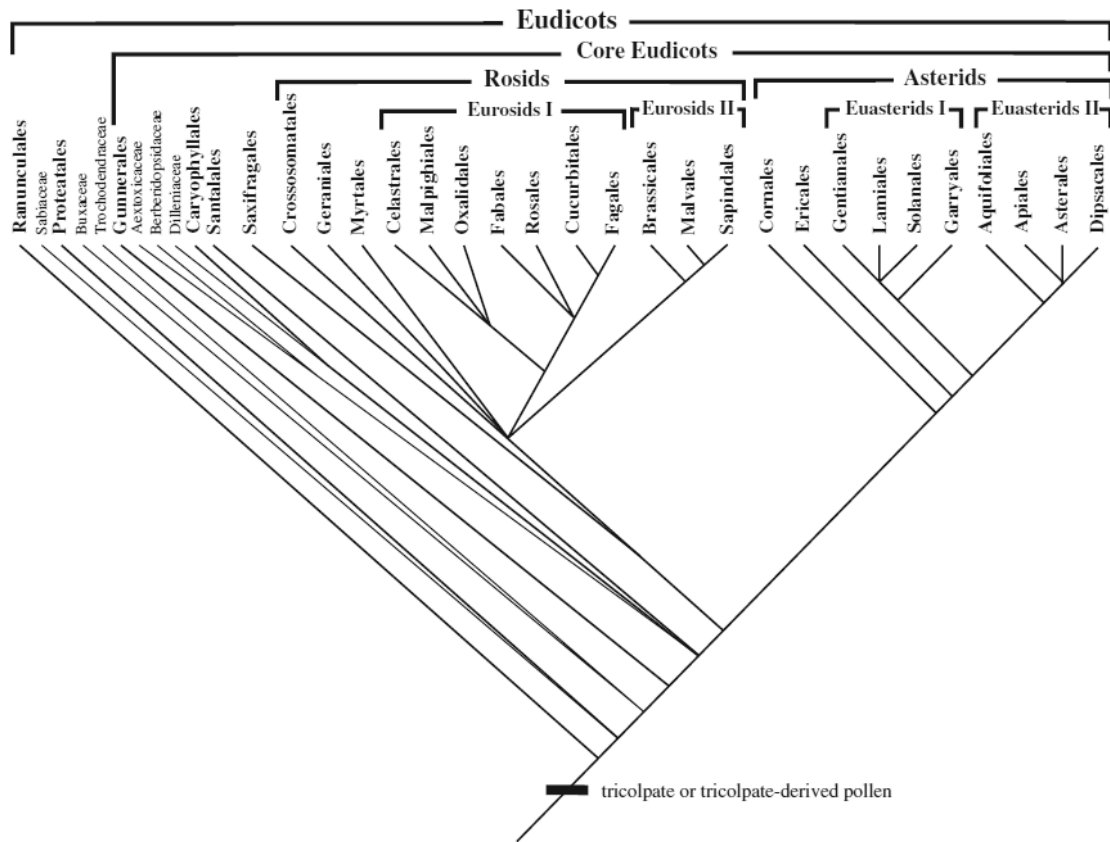 Eudicots
Core Eudicots
Rosids
Asterids
Eurosids I
Eurosids II
Euasterids I
Euasterids II
Ranunculales
Sabiaceae
Proteatales
Buxaceae
Trochodendraceae
Gunnerales
Aextoxicaceae
Berberidopsidaceae
Dilleniaceae
Caryophyllales
Santalales
Saxifragales
Crossosomatales
Geraniales
Myrtales
Celastrales
Malpighiales
Oxalidales
Fabales
Rosales
Cucurbitales
Fagales
Brassicales
Malvales
Sapindales
Cornales
Ericales
Gentianales
Lamiales
Solanales
Garryales
Aquifoliales
Apiales
Asterales
Dipsacales
tricolpate or tricolpate-derived pollen